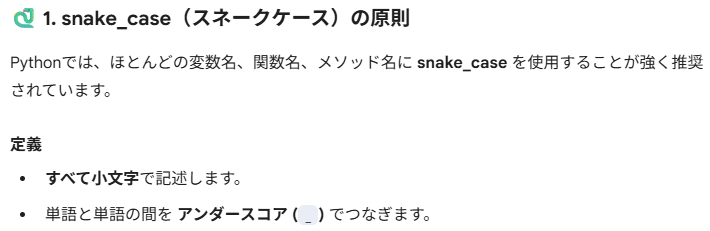 🐍 1. snake_case（スネークケース）の原則
Pythonでは、ほとんどの変数名、関数名、メソッド名に snake_case を使用することが強く推奨
されています。
定義
• すべて小文字で記述します。
• 単語と単語の間を アンダースコア ( _ ) でつなぎます。